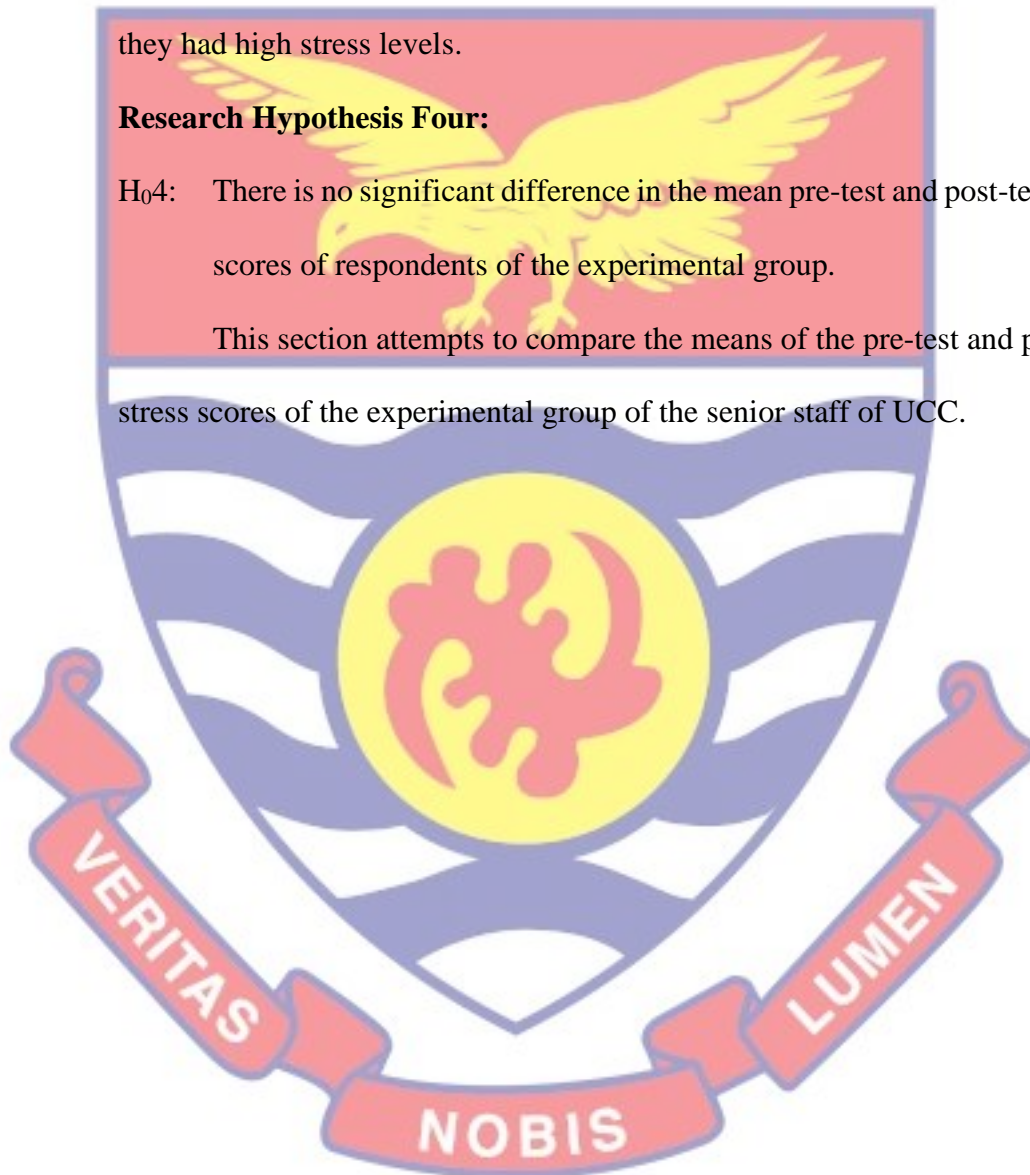 they had high stress levels.
Research Hypothesis Four:
H₀4: There is no significant difference in the mean pre-test and post-te
scores of respondents of the experimental group.
This section attempts to compare the means of the pre-test and p
stress scores of the experimental group of the senior staff of UCC.
VERITAS
NOBIS
LUMEN